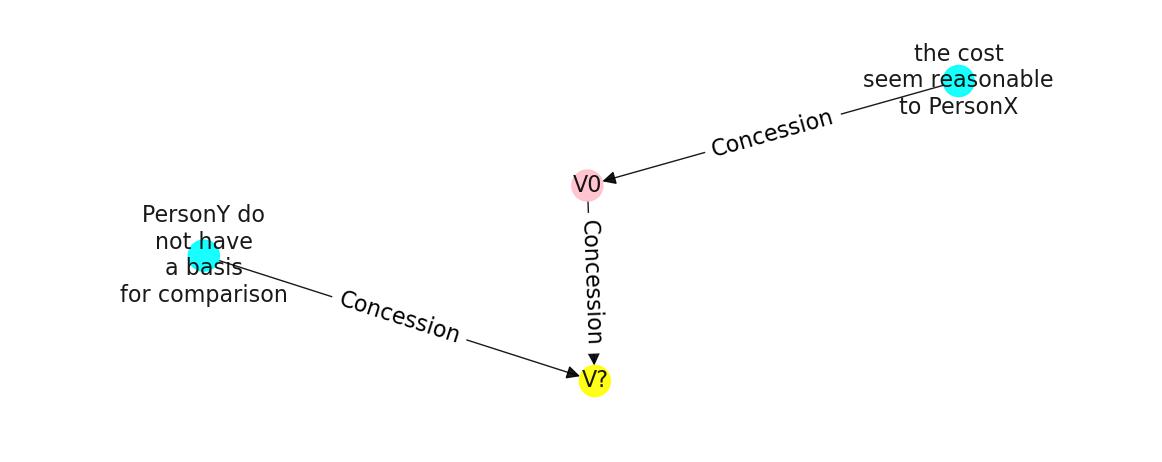 the cost
seem reasonable
to PersonX
Concession
V0
Concession
PersonY do
not have
a basis
for comparison
Concession
V?